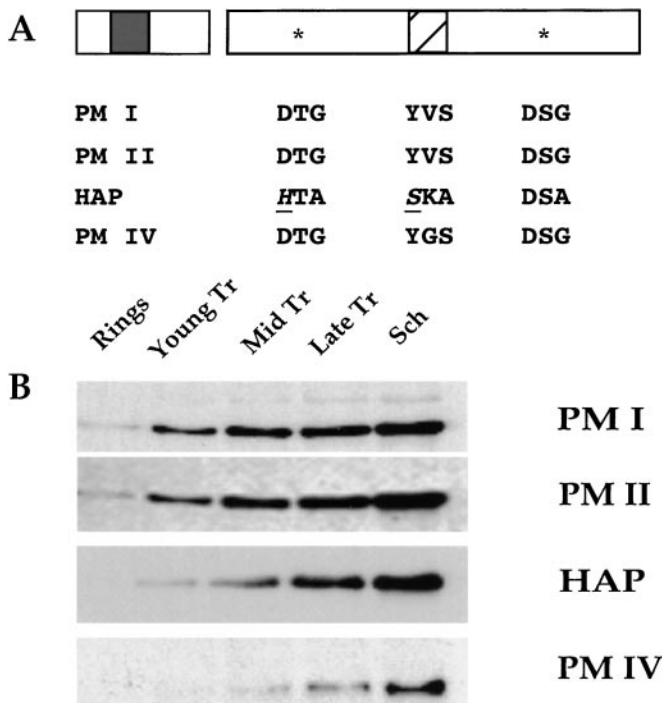 A
* *
PM I DTG YVS DSG
PM II DTG YVS DSG
HAP HTA SKA DSA
PM IV DTG YGS DSG
Rings Young Tr Mid Tr Late Tr Sch
B
PM I
PM II
HAP
PM IV